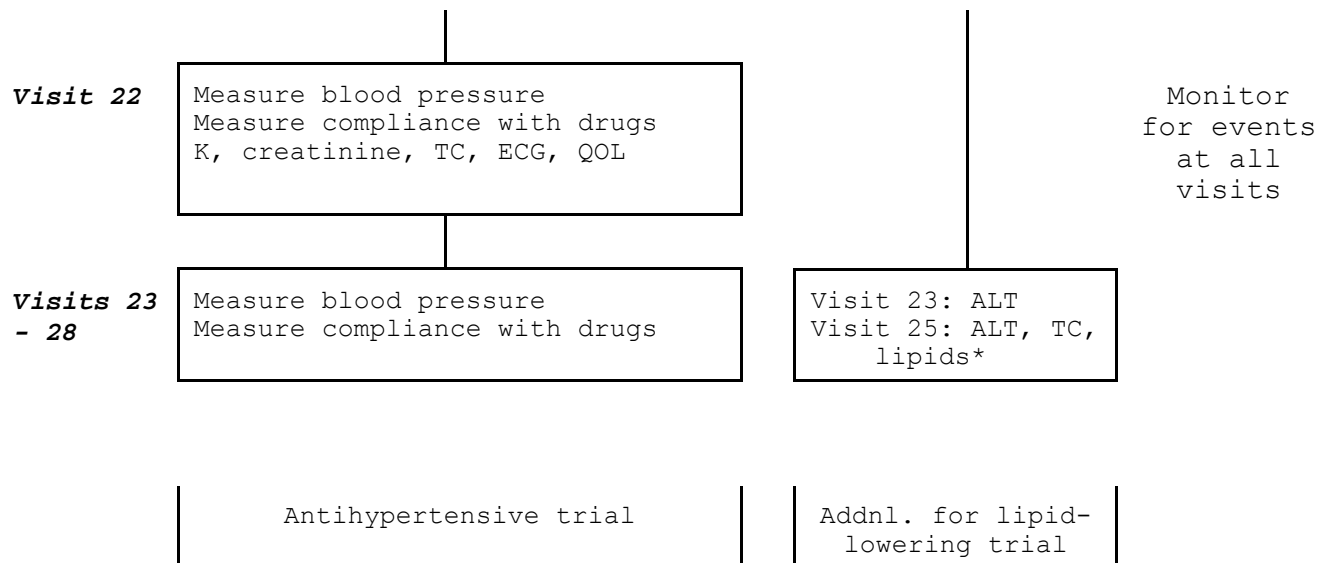 Visit 22
Measure blood pressure
Measure compliance with drugs
K, creatinine, TC, ECG, QOL
Monitor
for events
at all
visits
Visits 23
- 28
Measure blood pressure
Measure compliance with drugs
Visit 23: ALT
Visit 25: ALT, TC,
lipids*
Antihypertensive trial
Addnl. for lipid-
lowering trial